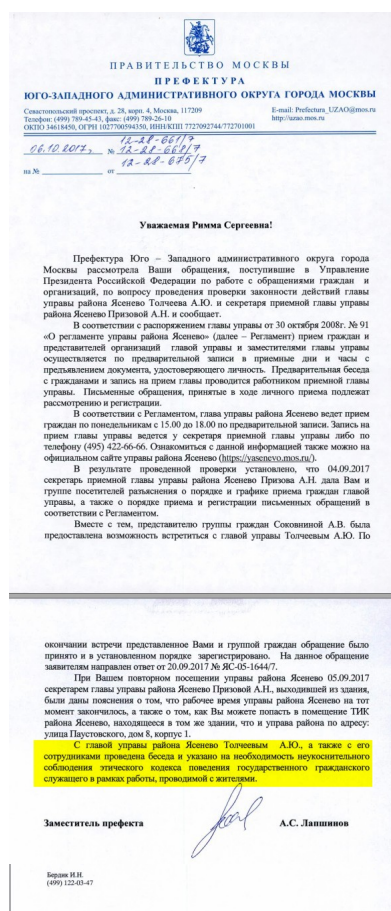 ПРАВИТЕЛЬСТВО МОСКВЫ
ПРЕФЕКТУРА
ЮГО-ЗАПАДНОГО АДМИНИСТРАТИВНОГО ОКРУГА ГОРОДА МОСКВЫ
Севастопольский проспект, д. 28, корп. 4, Москва, 117209
Телефон: (499) 789-45-43, факс: (499) 789-26-10
ОКПО 34618450, ОГРН 1027700594350, ИНН/КПП 7727092744/772701001
E-mail: Prefectura_UZAO@mos.ru
http://uzao.mos.ru
12-28-661/7
06.10.2017г № 12-28-668/7
12-28-675/7
на № от
Уважаемая Римма Сергеевна!
Префектура Юго – Западного административного округа города
Москвы рассмотрела Ваши обращения, поступившие в Управление
Президента Российской Федерации по работе с обращениями граждан и
организаций, по вопросу проведения проверки законности действий главы
управы района Ясенево Толчеева А.Ю. и секретаря приемной главы управы
района Ясенево Призовой А.Н. и сообщает.
В соответствии с распоряжением главы управы от 30 октября 2008г. № 91
«О регламенте управы района Ясенево» (далее – Регламент) прием граждан и
представителей организаций главой управы и заместителями главы управы
осуществляется по предварительной записи в приемные дни и часы с
предъявлением документа, удостоверяющего личность. Предварительная беседа
с гражданами и запись на прием главы проводится работником приемной главы
управы. Письменные обращения, принятые в ходе личного приема подлежат
рассмотрению и регистрации.
В соответствии с Регламентом, глава управы района Ясенево ведет прием
граждан по понедельникам с 15.00 до 18.00 по предварительной записи. Запись на
прием главы управы ведется у секретаря приемной главы управы либо по
телефону (495) 422-66-66. Ознакомиться с данной информацией также можно на
официальном сайте управы района Ясенево (https://yasenevo.mos.ru/).
В результате проведенной проверки установлено, что 04.09.2017
секретарь приемной главы управы района Ясенево Призова А.Н. дала Вам и
группе посетителей разъяснения о порядке и графике приема граждан главой
управы, а также о порядке приема и регистрации письменных обращений в
соответствии с Регламентом.
Вместе с тем, представителю группы граждан Соковниной А.В. была
предоставлена возможность встретиться с главой управы Толчеевым А.Ю. По
окончании встречи представленное Вами и группой граждан обращение было
принято и в установленном порядке зарегистрировано. На данное обращение
заявителям направлен ответ от 20.09.2017 № ЯС-05-1644/7.
При Вашем повторном посещении управы района Ясенево 05.09.2017
секретарем главы управы Ясенево Призовой А.Н., выходившей из здания,
были даны пояснения о том, что рабочее время управы района Ясенево на тот
момент закончилось, а также о том, как Вы можете попасть в помещение ТИК
района Ясенево, находящееся в том же здании, что и управа района по адресу:
улица Паустовского, дом 8, корпус 1.
С главой управы района Ясенево Толчеевым А.Ю., а также с его
сотрудниками проведена беседа и указано на необходимость неукоснительного
соблюдения этического кодекса поведения государственного гражданского
служащего в рамках работы, проводимой с жителями.
Заместитель префекта А.С. Лапшинов
Бердик И.Н.
(499) 122-03-47